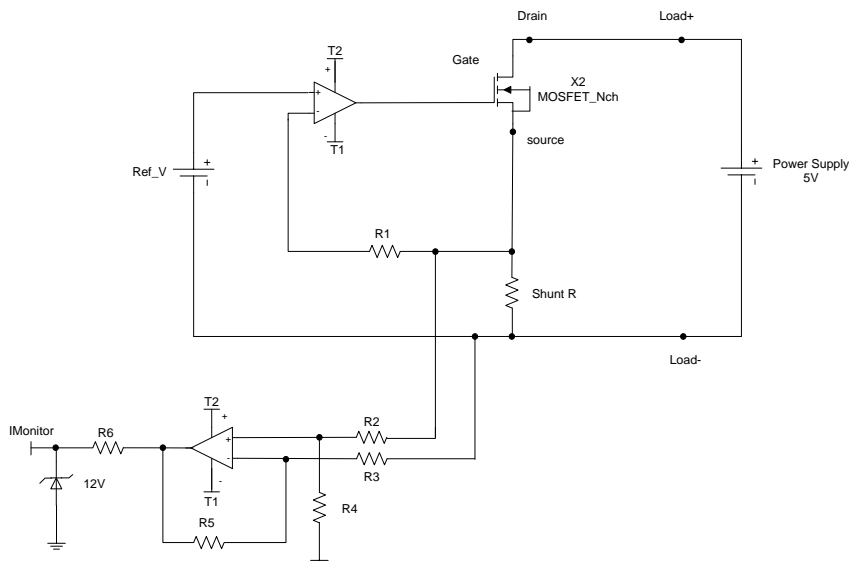 Drain
Load+
T2
+
Gate
X2
MOSFET_Nch
+
-
-
T1
source
Ref_V
+
Power Supply
5V
+
R1
Shunt R
Load-
T2
+
R2
IMonitor
R6
+
-
R3
12V
T1
-
R4
R5